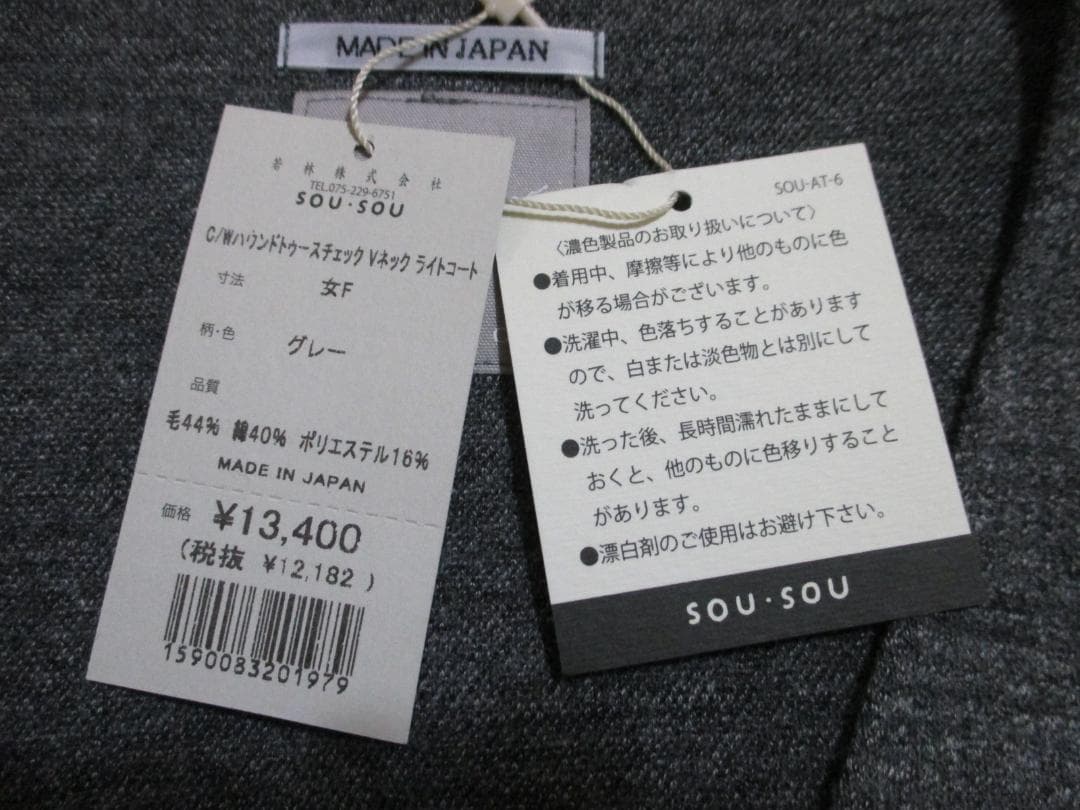 MADE IN JAPAN
若林株式会社
TEL.075-229-6751
SOU・SOU
C/Wハウンドトゥースチェック Vネック ライトコート
寸法 女F
柄・色 グレー
品質
毛44% 綿40% ポリエステル16%
MADE IN JAPAN
価格 ¥13,400
(税抜 ¥12,182 )
1590083201979
SOU-AT-6
〈濃色製品のお取り扱いについて〉
●着用中、摩擦等により他のものに色
が移る場合がございます。
●洗濯中、色落ちすることがあります
ので、白または淡色物とは別にして
洗ってください。
●洗った後、長時間濡れたままにして
おくと、他のものに色移りすること
があります。
●漂白剤のご使用はお避け下さい。
SOU・SOU